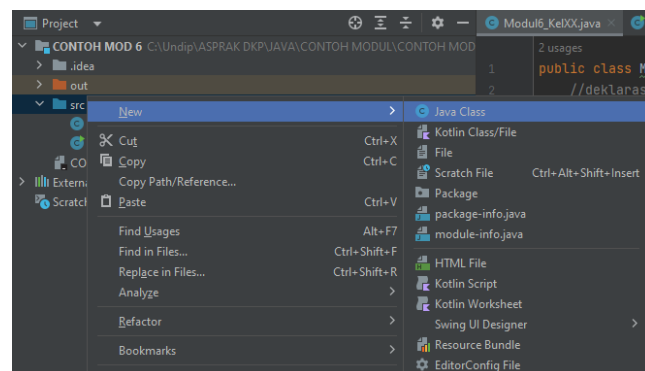 Project
Modul6_KelXX.java
CONTOH MOD 6 C:\Undip\ASPRAK DKP\JAVA\CONTOH MODUL\CONTOH MOD
2 usages
.idea
1 public class M
out
2 //deklaras
src
New
Java Class
Kotlin Class/File
Cut Ctrl+X
File
CO
Copy Ctrl+C
Scratch File Ctrl+Alt+Shift+Insert
Externa
Copy Path/Reference...
Package
Scratch
Paste Ctrl+V
package-info.java
Find Usages Alt+F7
module-info.java
Find in Files... Ctrl+Shift+F
HTML File
Replace in Files... Ctrl+Shift+R
Kotlin Script
Analyze
Kotlin Worksheet
Refactor
Swing UI Designer
Bookmarks
Resource Bundle
EditorConfig File